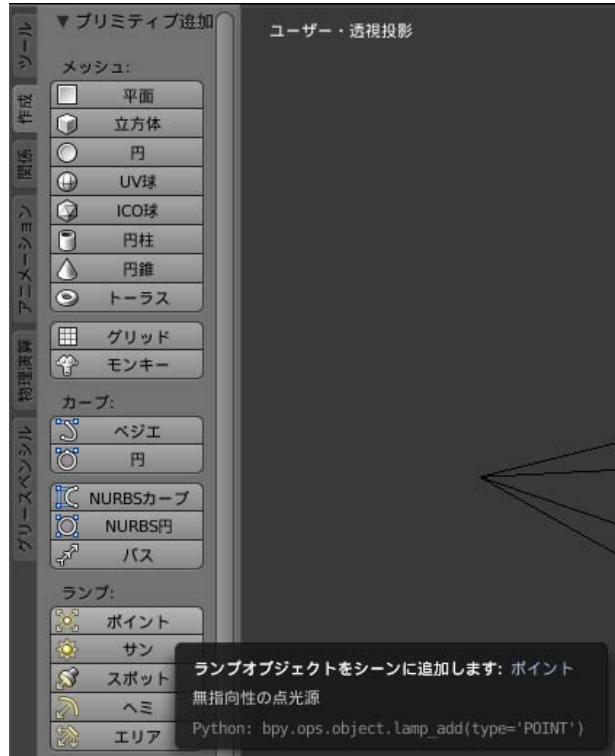 ▼ プリミティブ追加
ユーザー・透視投影
ツール
作成
関係
アニメーション
物理演算
グリースペンシル
メッシュ:
平面
立方体
円
UV球
ICO球
円柱
円錐
トーラス
グリッド
モンキー
カーブ:
ベジエ
円
NURBSカーブ
NURBS円
パス
ランプ:
ポイント
サン
スポット
ヘミ
エリア
ランプオブジェクトをシーンに追加します: ポイント
無指向性の点光源
Python: bpy.ops.object.lamp_add(type='POINT')